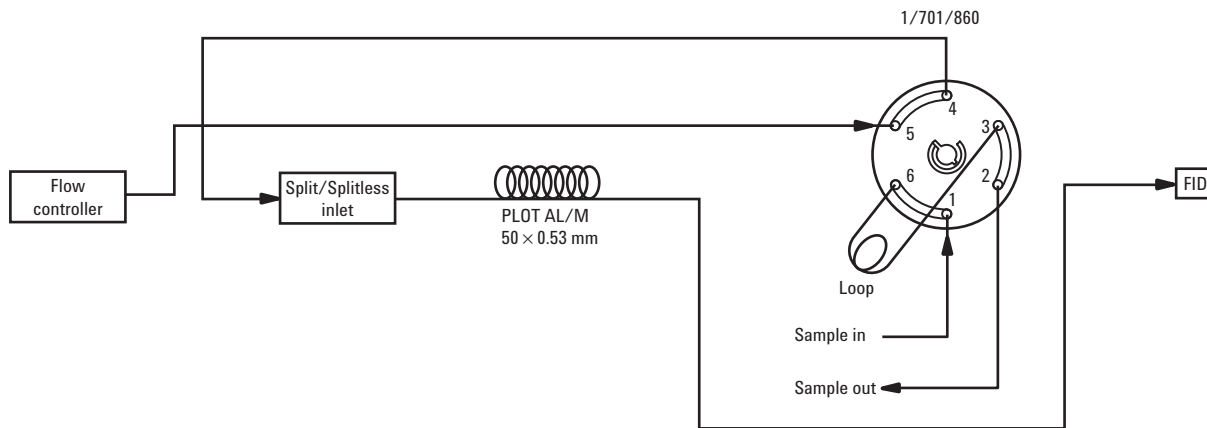 1/701/860
4
5
3
6
2
1
Flow
controller
Split/Splitless
inlet
PLOT AL/M
50 × 0.53 mm
FID
Loop
Sample in
Sample out